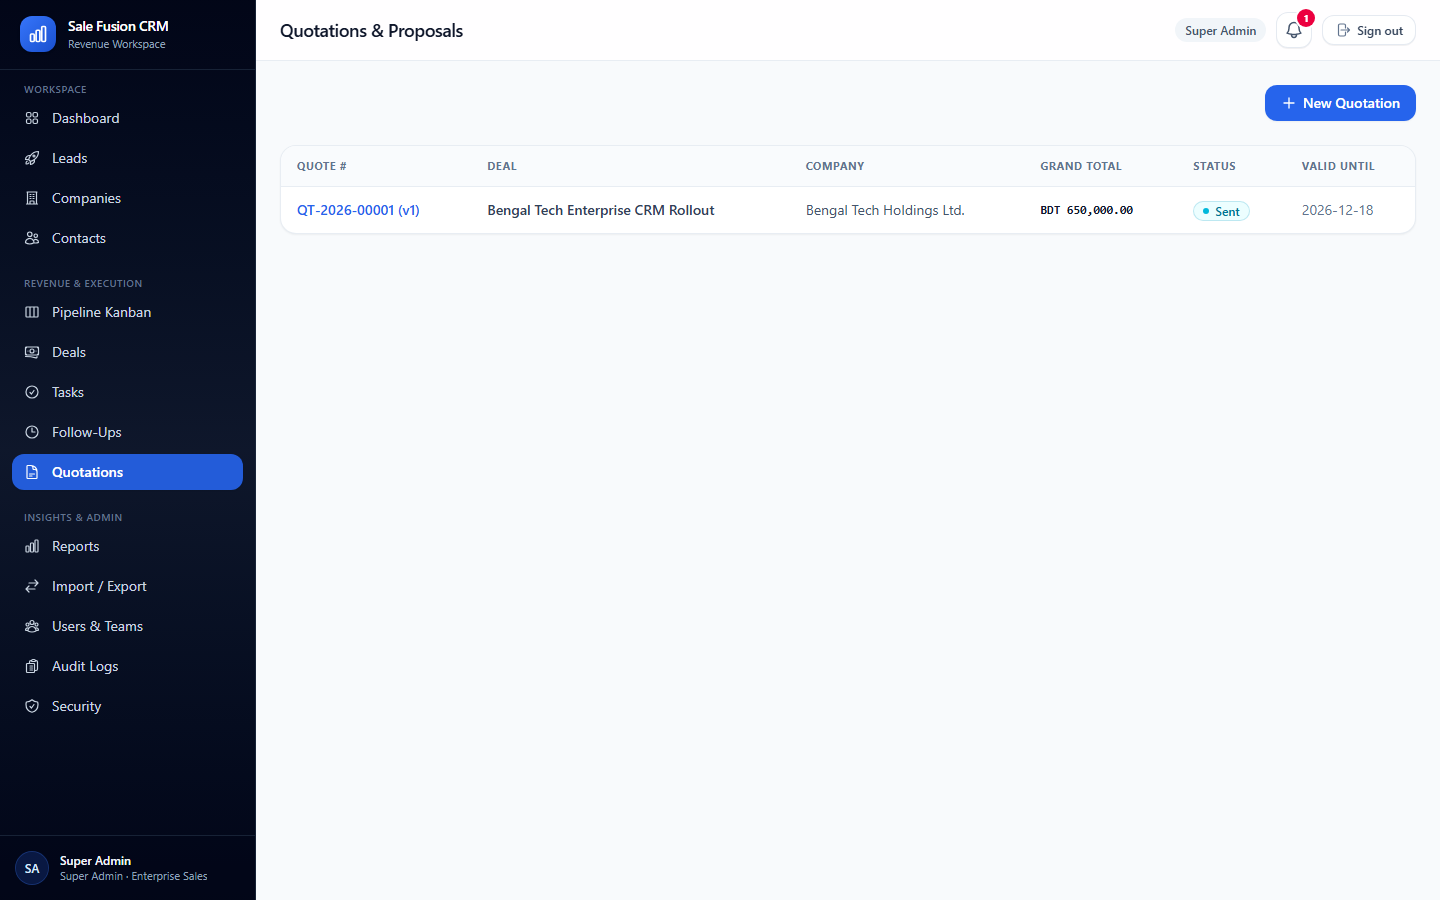 Sale Fusion CRM
Revenue Workspace
WORKSPACE
Dashboard
Leads
Companies
Contacts
REVENUE & EXECUTION
Pipeline Kanban
Deals
Tasks
Follow-Ups
Quotations
INSIGHTS & ADMIN
Reports
Import / Export
Users & Teams
Audit Logs
Security
SA
Super Admin
Super Admin · Enterprise Sales
Quotations & Proposals
Super Admin
1
Sign out
+ New Quotation
QUOTE # DEAL COMPANY GRAND TOTAL STATUS VALID UNTIL
QT-2026-00001 (v1) Bengal Tech Enterprise CRM Rollout Bengal Tech Holdings Ltd. BDT 650,000.00 Sent 2026-12-18